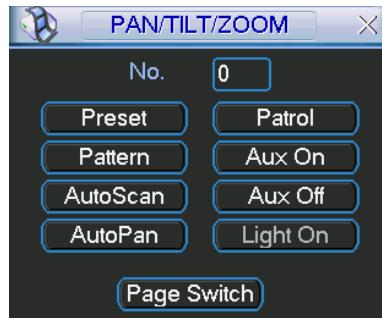 PAN/TILT/ZOOM
No. 0
Preset Patrol
Pattern Aux On
AutoScan Aux Off
AutoPan Light On
Page Switch